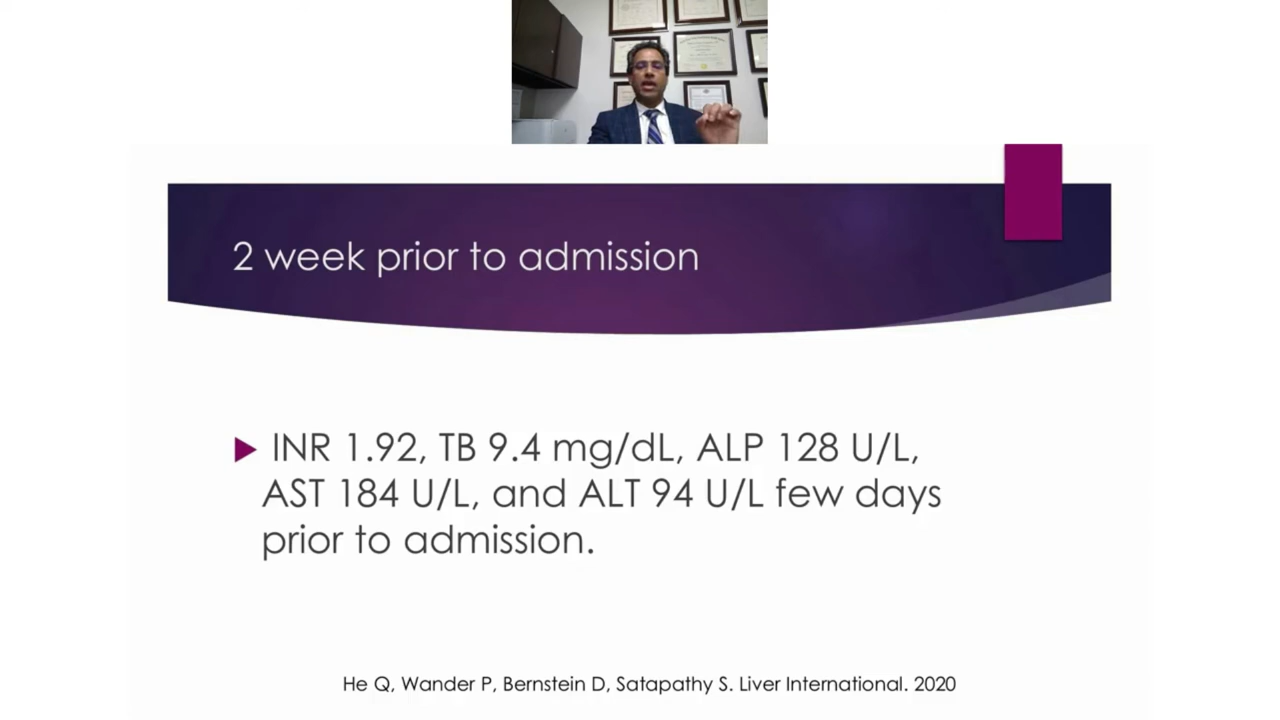 2 week prior to admission
INR 1.92, TB 9.4 mg/dL, ALP 128 U/L,
AST 184 U/L, and ALT 94 U/L few days
prior to admission.
He Q, Wander P, Bernstein D, Satapathy S. Liver International. 2020